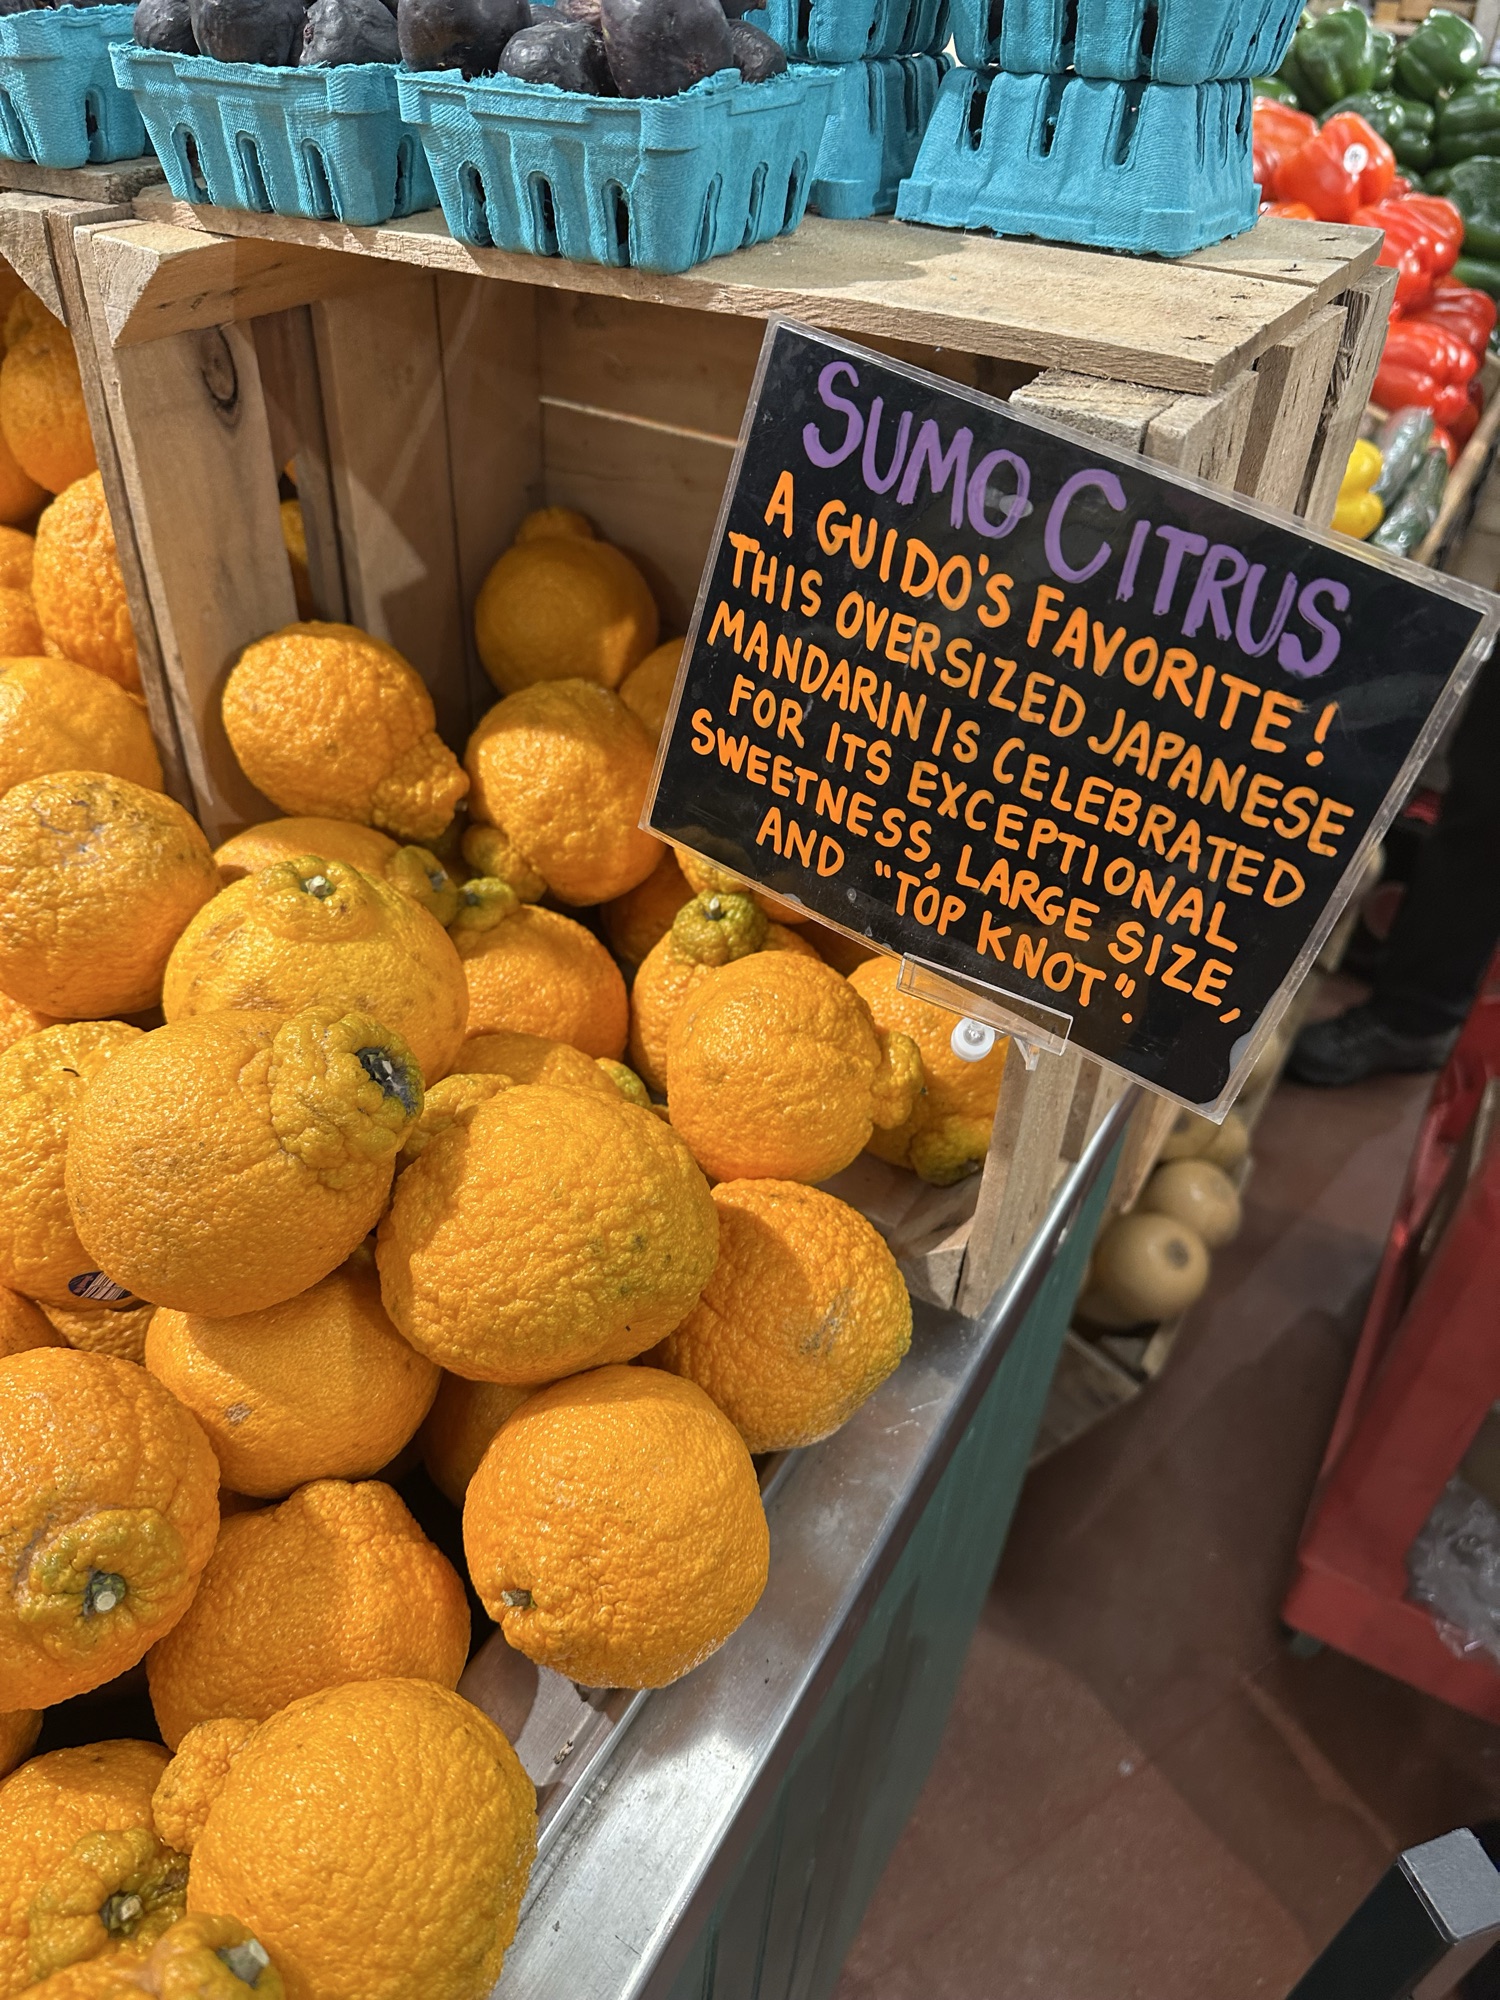 SUMO CITRUS
A GUIDO'S FAVORITE!
THIS OVERSIZED JAPANESE
MANDARIN IS CELEBRATED
FOR ITS EXCEPTIONAL
SWEETNESS, LARGE SIZE,
AND "TOP KNOT".